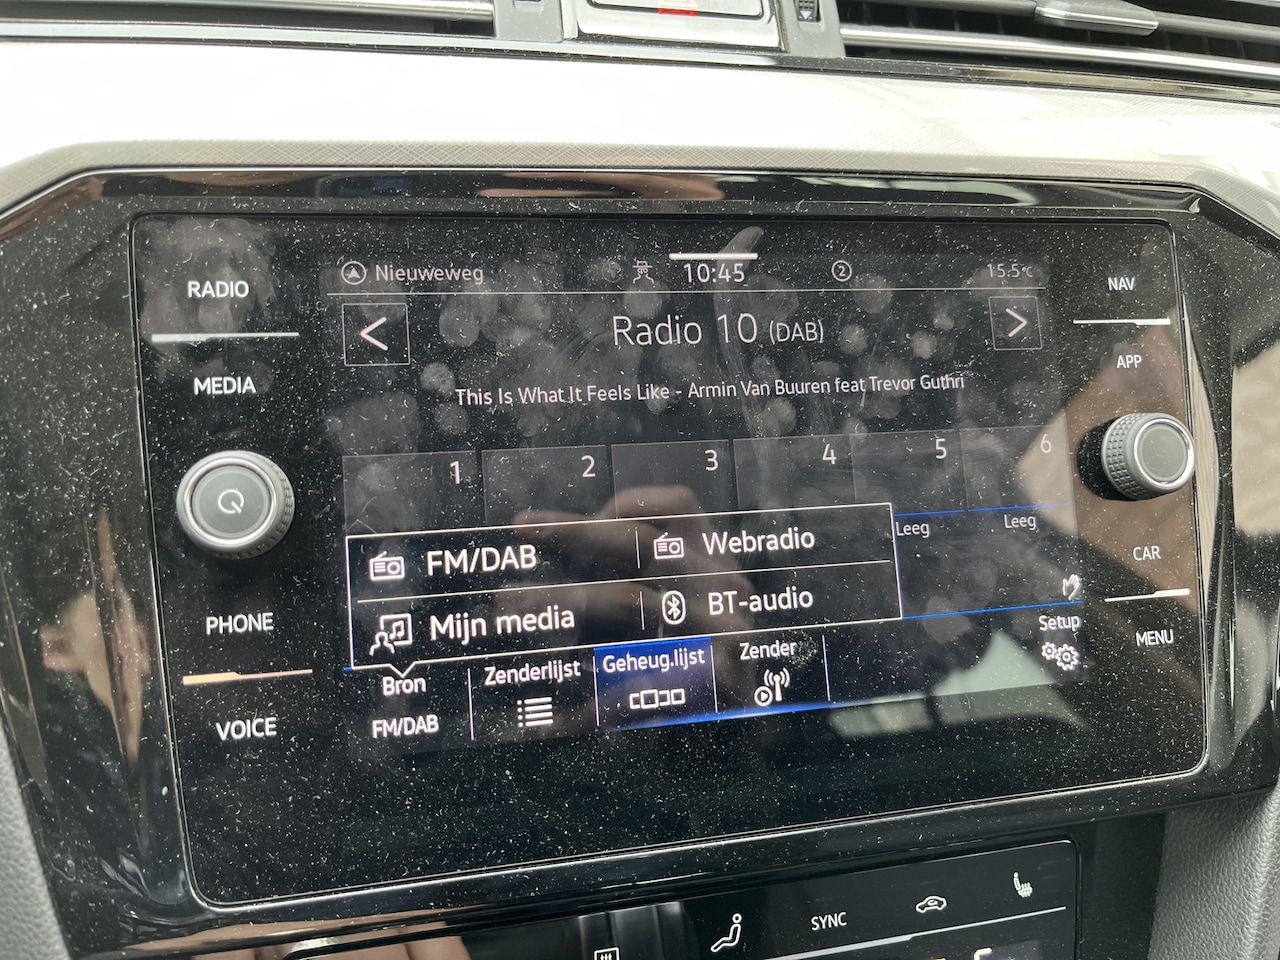 RADIO
MEDIA
PHONE
VOICE
Nieuweweg
10:45
2
15.5°C
Radio 10 (DAB)
This Is What It Feels Like - Armin Van Buuren feat Trevor Guthri
1 2 3 4 5 6
Leeg Leeg
FM/DAB Webradio
Mijn media BT-audio
Bron Zenderlijst Geheug.lijst Zender Setup
FM/DAB
NAV
APP
CAR
MENU
SYNC